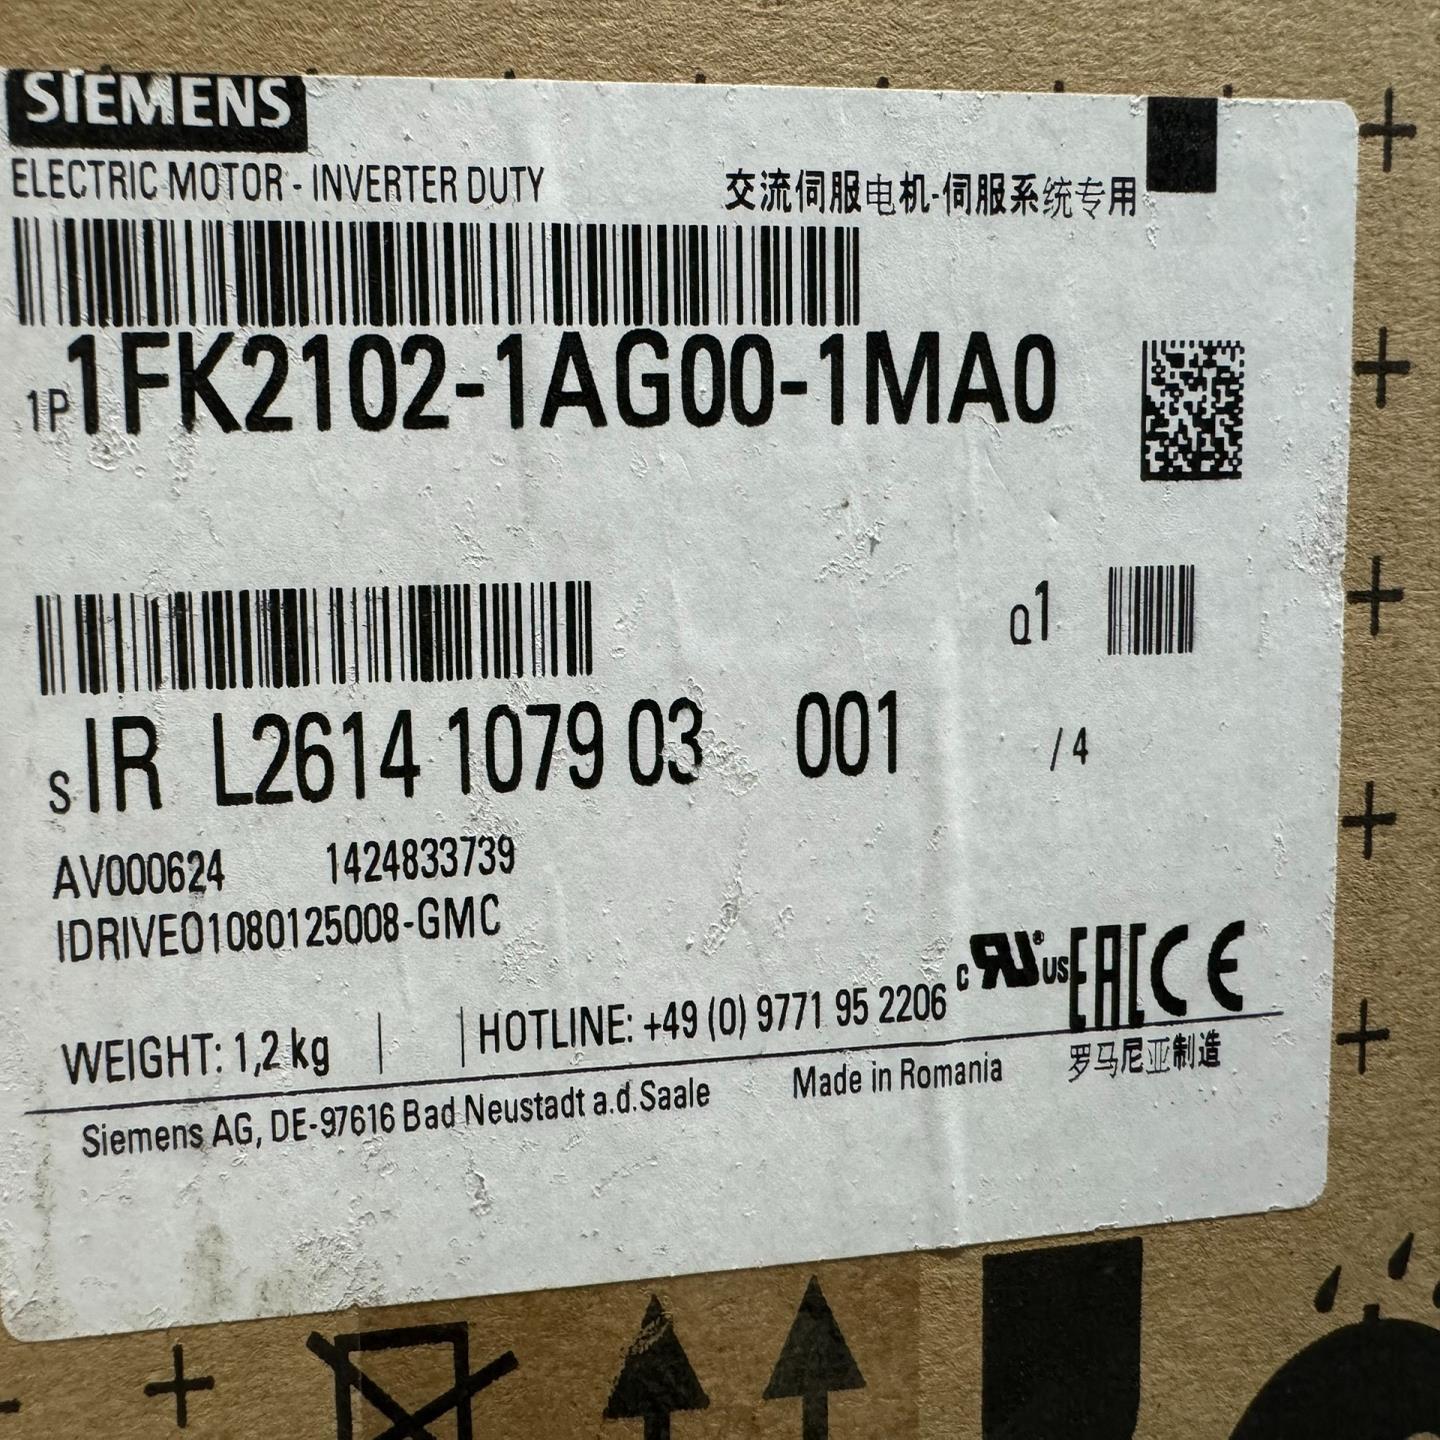 SIEMENS
ELECTRIC MOTOR - INVERTER DUTY
交流伺服电机-伺服系统专用
1P 1FK2102-1AG00-1MA0
Q1
S IR L2614 1079 03 001 / 4
AV000624 1424833739
IDRIVEO1080125008-GMC
WEIGHT: 1,2 kg HOTLINE: +49 (0) 9771 95 2206 c RU® US EAC CE
Siemens AG, DE-97616 Bad Neustadt a.d.Saale Made in Romania 罗马尼亚制造